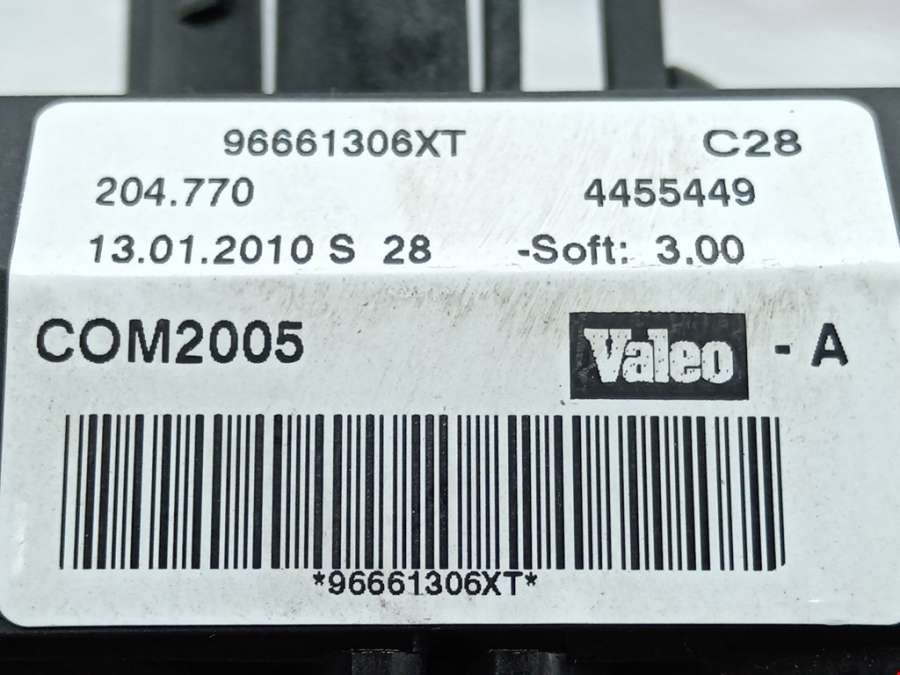 96661306XT C28
204.770 4455449
13.01.2010 S 28 -Soft: 3.00
COM2005 Valeo - A
*96661306XT*